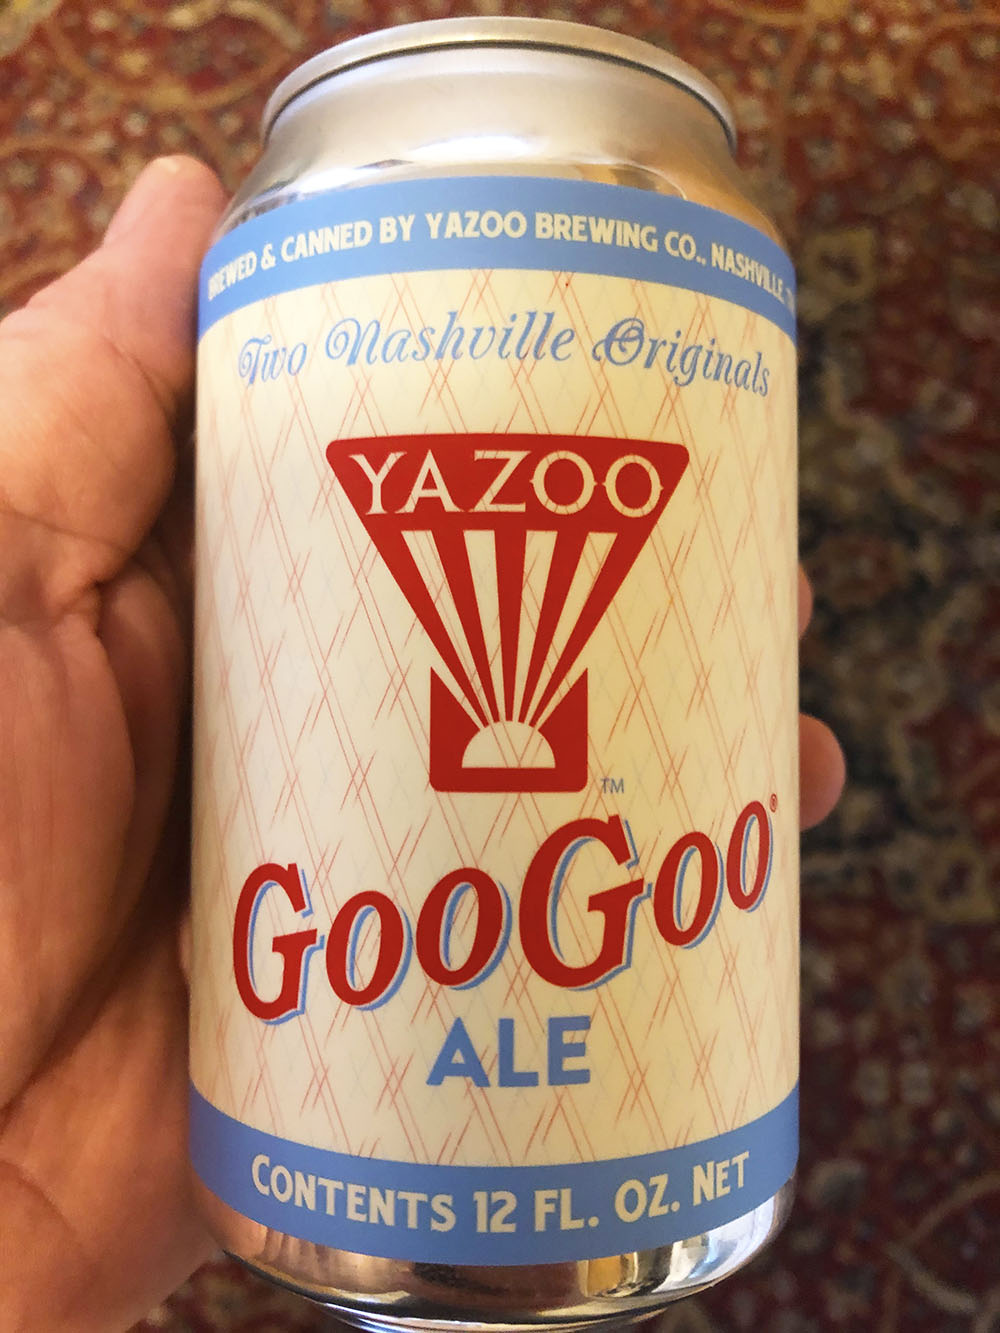 BREWED & CANNED BY YAZOO BREWING CO., NASHVILLE
Two Nashville Originals
YAZOO
TM
GooGoo®
ALE
CONTENTS 12 FL. OZ. NET